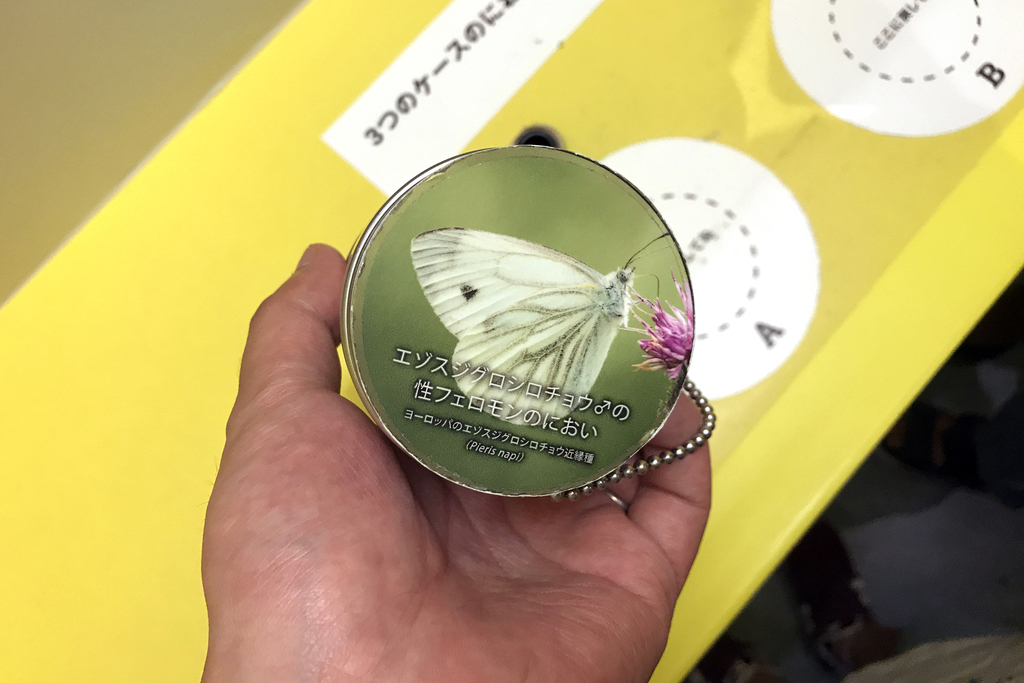 3つのケースのに
B
A
エゾスジグロシロチョウ♂の
性フェロモンのにおい
ヨーロッパのエゾスジグロシロチョウ近縁種
(Pieris napi)